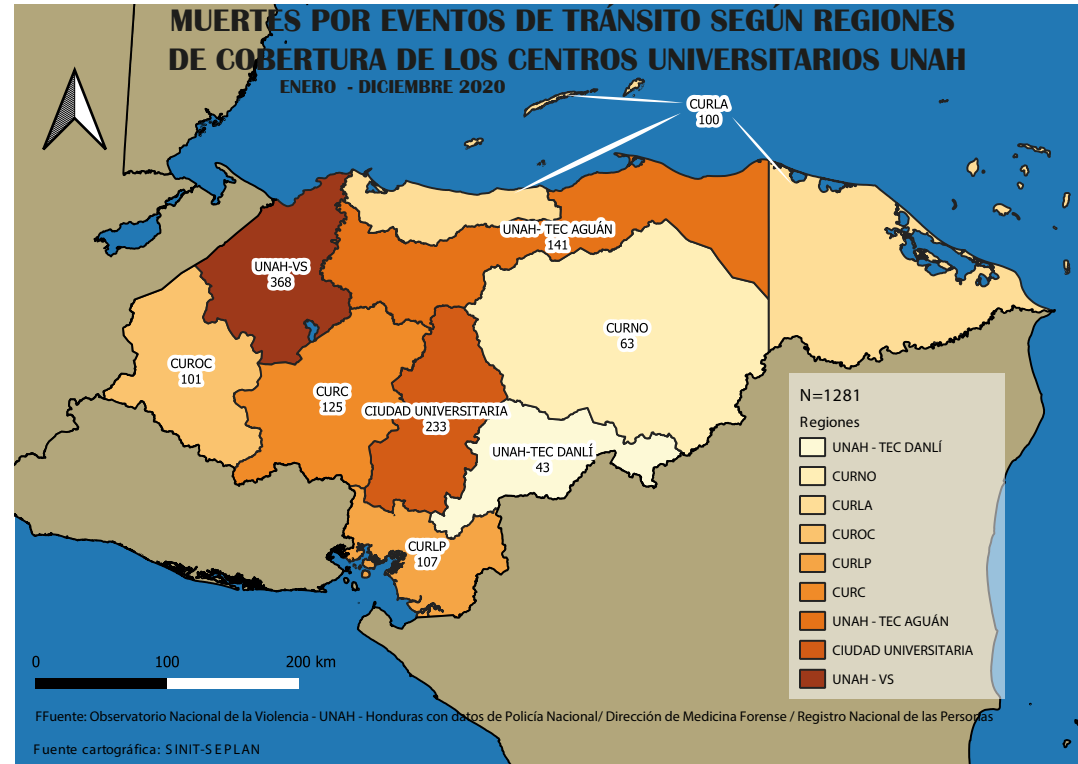 MUERTES POR EVENTOS DE TRÁNSITO SEGÚN REGIONES
DE COBERTURA DE LOS CENTROS UNIVERSITARIOS UNAH
ENERO - DICIEMBRE 2020
CURLA
100
UNAH- TEC AGUÁN
141
UNAH-VS
368
CURNO
63
CUROC
101
CURC
125
CIUDAD UNIVERSITARIA
233
UNAH-TEC DANLÍ
43
CURLP
107
N=1281
Regiones
UNAH - TEC DANLÍ
CURNO
CURLA
CUROC
CURLP
CURC
UNAH - TEC AGUÁN
CIUDAD UNIVERSITARIA
UNAH - VS
0 100 200 km
FFuente: Observatorio Nacional de la Violencia - UNAH - Honduras con datos de Policía Nacional/ Dirección de Medicina Forense / Registro Nacional de las Personas
Fuente cartográfica: SINIT-SEPLAN